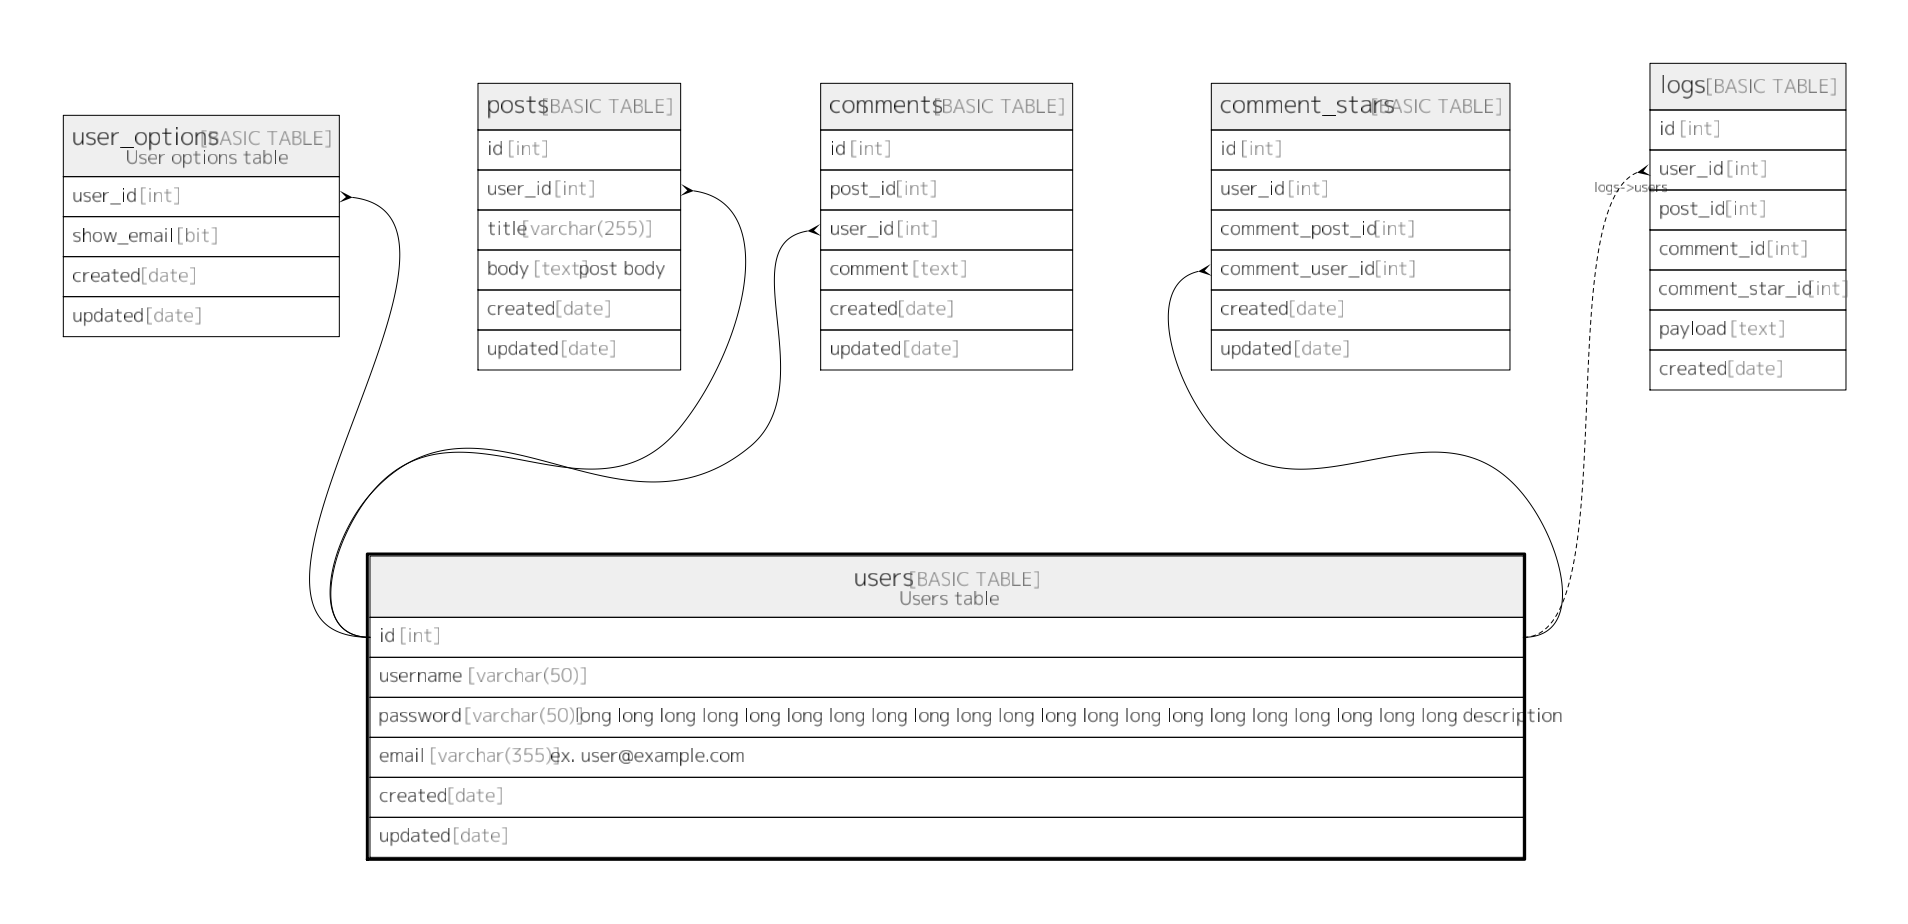 user_options [BASIC TABLE]
User options table
user_id [int]
show_email [bit]
created [date]
updated [date]
posts [BASIC TABLE]
id [int]
user_id [int]
title [varchar(255)]
body [text] post body
created [date]
updated [date]
comments [BASIC TABLE]
id [int]
post_id [int]
user_id [int]
comment [text]
created [date]
updated [date]
comment_stars [BASIC TABLE]
id [int]
user_id [int]
comment_post_id [int]
comment_user_id [int]
created [date]
updated [date]
logs [BASIC TABLE]
id [int]
user_id [int]
logs->users
post_id [int]
comment_id [int]
comment_star_id [int]
payload [text]
created [date]
users [BASIC TABLE]
Users table
id [int]
username [varchar(50)]
password [varchar(50)] long long long long long long long long long long long long long long long long long long long long long description
email [varchar(355)] ex. user@example.com
created [date]
updated [date]